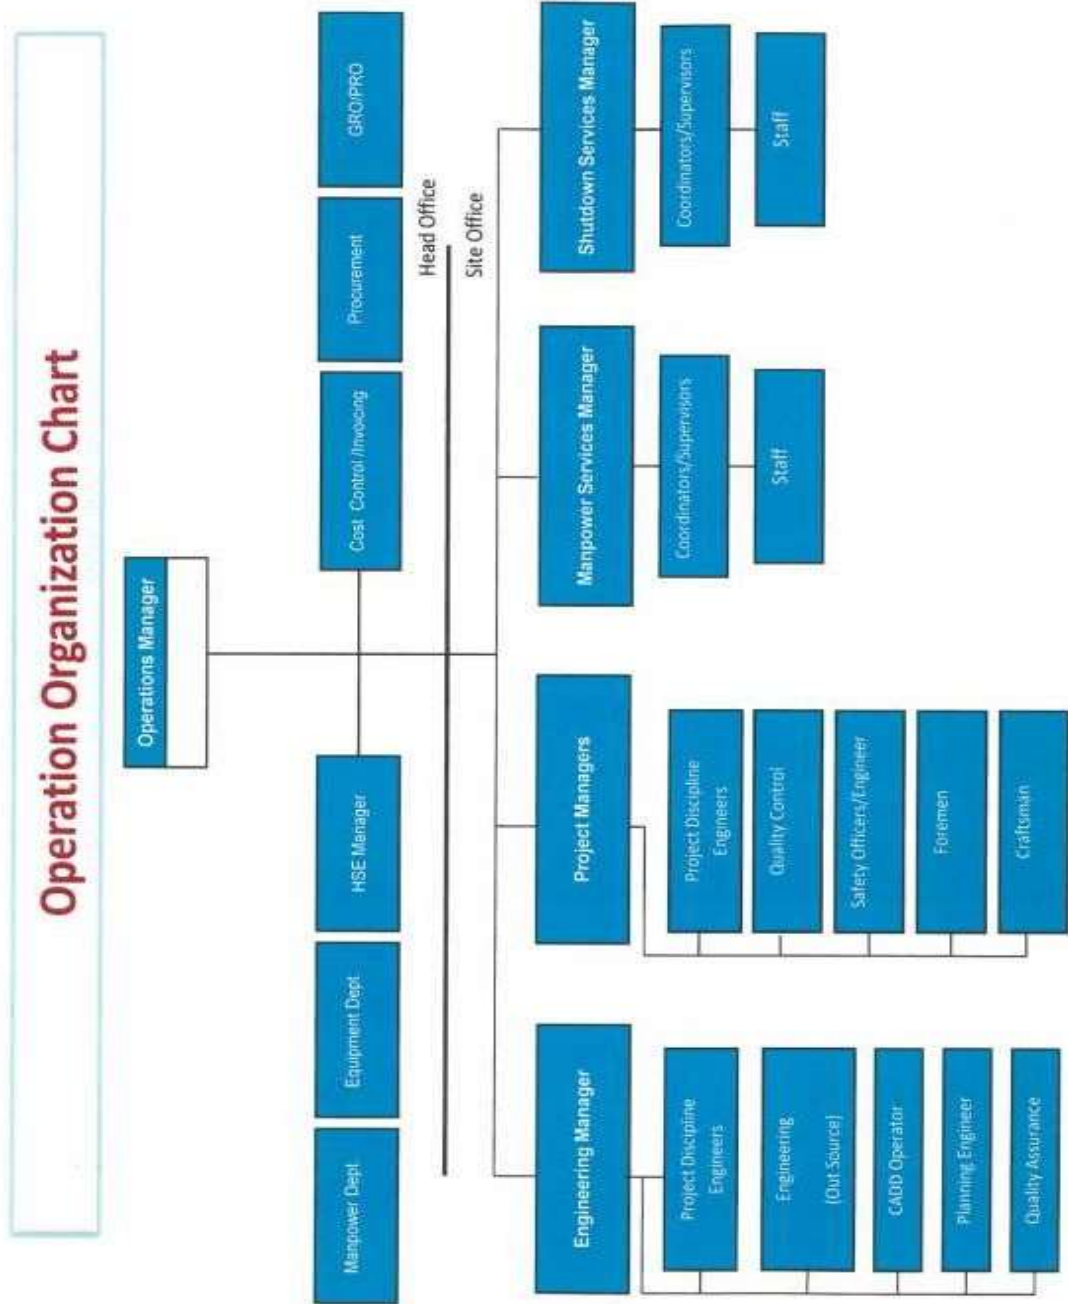 Operation Organization Chart
Operations Manager
Manpower Dept.
Equipment Dept.
HSE Manager
Cost Control /Invoicing
Procurement
GRO/PRO
Head Office
Site Office
Engineering Manager
Project Discipline
Engineers
Engineering
(Out Source)
CADD Operator
Planning Engineer
Quality Assurance
Project Managers
Project Discipline
Engineers
Quality Control
Safety Officers/Engineer
Foremen
Craftsman
Manpower Services Manager
Coordinators/Supervisors
Staff
Shutdown Services Manager
Coordinators/Supervisors
Staff